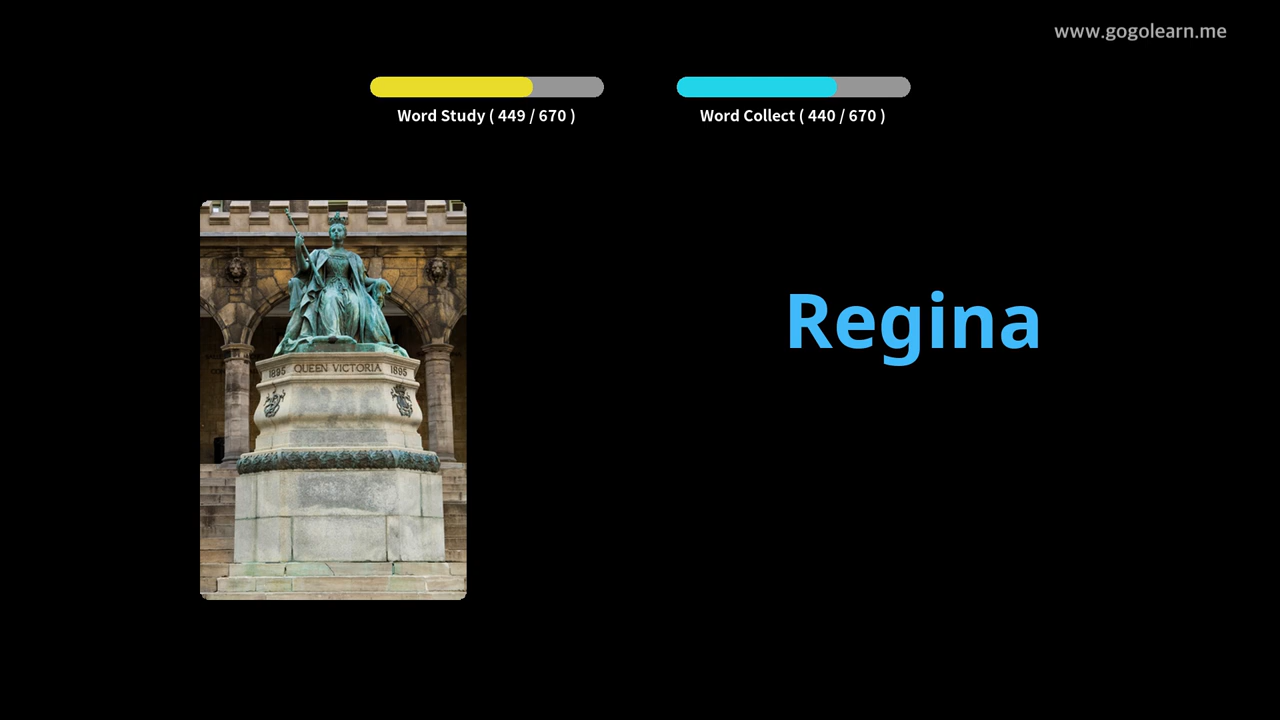 www.gogolearn.me
Word Study ( 449 / 670 )
Word Collect ( 440 / 670 )
1895 QUEEN VICTORIA 1895
Regina